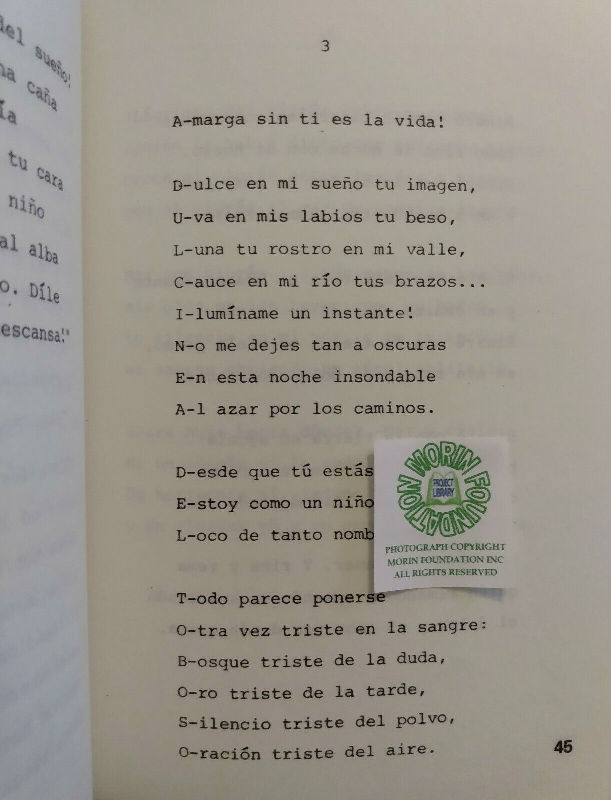 del sueño!
na caña
ía
tu cara
niño
al alba
o. Díle
escansa!"
3
A-marga sin ti es la vida!
D-ulce en mi sueño tu imagen,
U-va en mis labios tu beso,
L-una tu rostro en mi valle,
C-auce en mi río tus brazos...
I-lumíname un instante!
N-o me dejes tan a oscuras
E-n esta noche insondable
A-l azar por los caminos.
D-esde que tú estás
E-stoy como un niño
L-oco de tanto nomb
T-odo parece ponerse
O-tra vez triste en la sangre:
B-osque triste de la duda,
O-ro triste de la tarde,
S-ilencio triste del polvo,
O-ración triste del aire.
45
MORIN FOUNDATION
PROJECT
LIBRARY
PHOTOGRAPH COPYRIGHT
MORIN FOUNDATION INC
ALL RIGHTS RESERVED